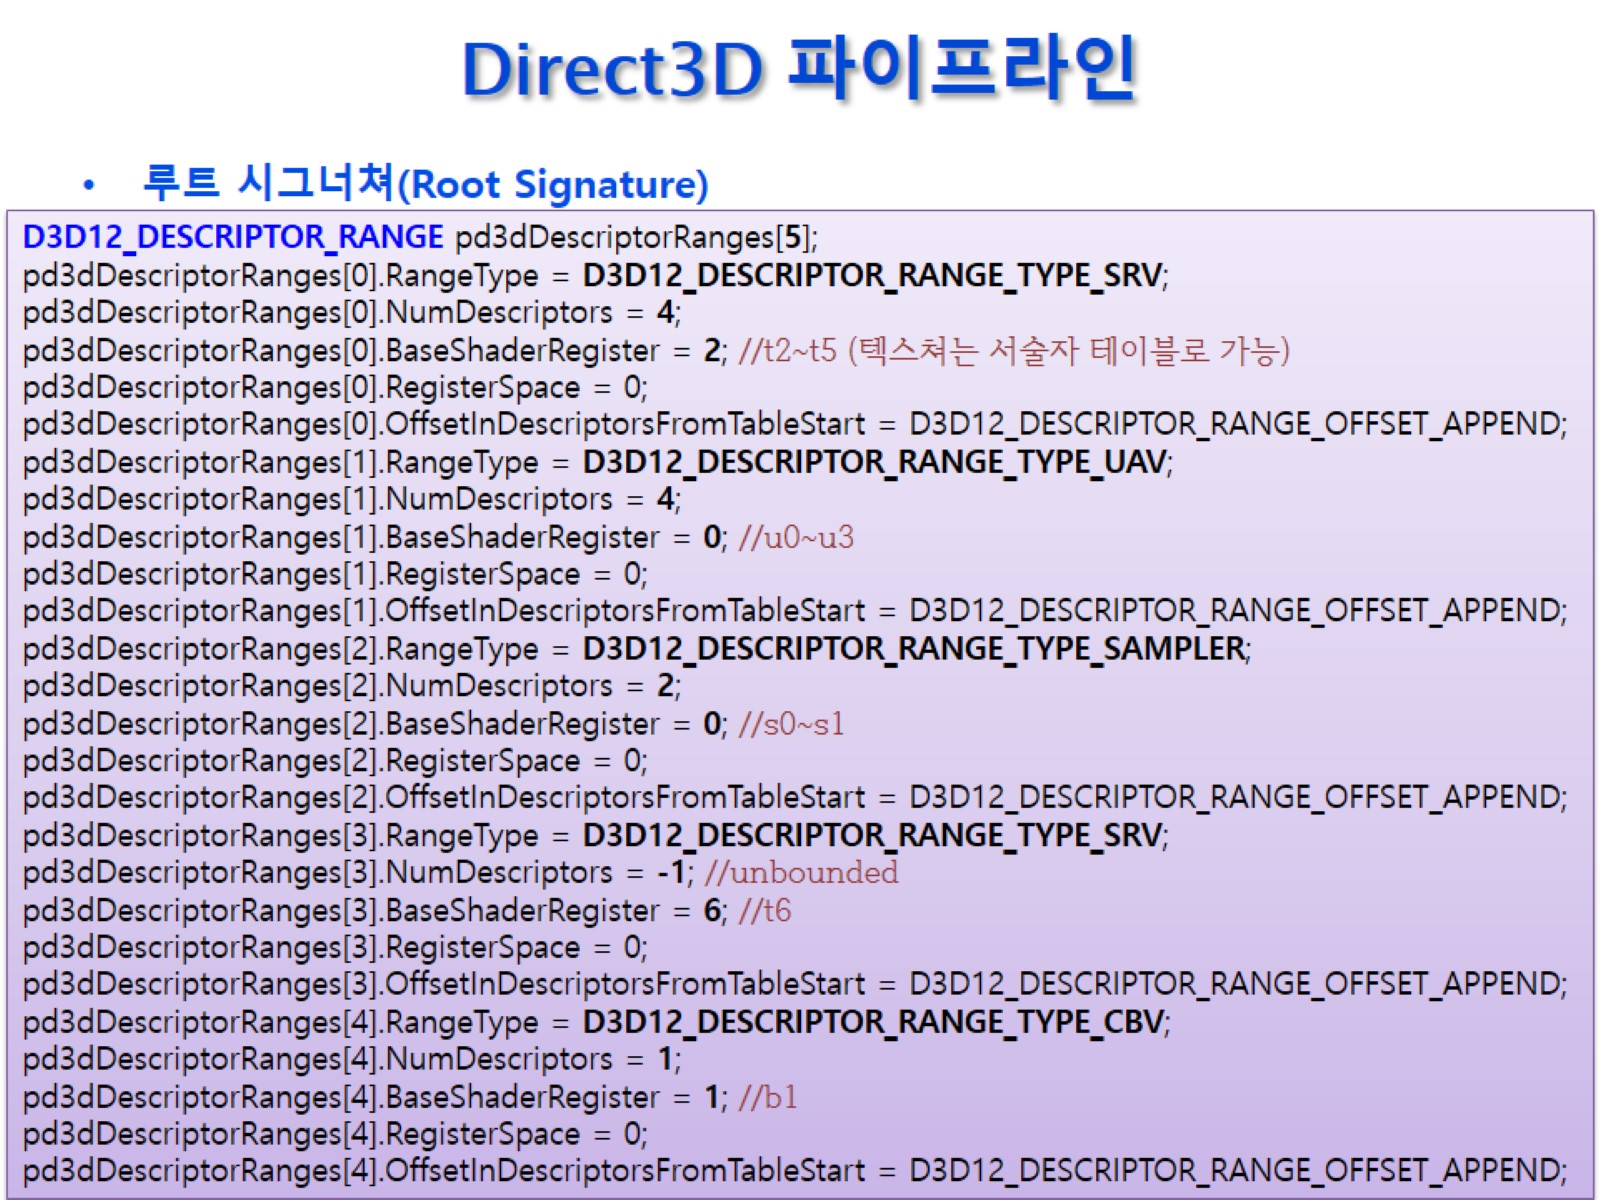 Direct3D 파이프라인
• 루트 시그너쳐(Root Signature)
D3D12_DESCRIPTOR_RANGE pd3dDescriptorRanges[5];
pd3dDescriptorRanges[0].RangeType = D3D12_DESCRIPTOR_RANGE_TYPE_SRV;
pd3dDescriptorRanges[0].NumDescriptors = 4;
pd3dDescriptorRanges[0].BaseShaderRegister = 2; //t2~t5 (텍스쳐는 서술자 테이블로 가능)
pd3dDescriptorRanges[0].RegisterSpace = 0;
pd3dDescriptorRanges[0].OffsetInDescriptorsFromTableStart = D3D12_DESCRIPTOR_RANGE_OFFSET_APPEND;
pd3dDescriptorRanges[1].RangeType = D3D12_DESCRIPTOR_RANGE_TYPE_UAV;
pd3dDescriptorRanges[1].NumDescriptors = 4;
pd3dDescriptorRanges[1].BaseShaderRegister = 0; //u0~u3
pd3dDescriptorRanges[1].RegisterSpace = 0;
pd3dDescriptorRanges[1].OffsetInDescriptorsFromTableStart = D3D12_DESCRIPTOR_RANGE_OFFSET_APPEND;
pd3dDescriptorRanges[2].RangeType = D3D12_DESCRIPTOR_RANGE_TYPE_SAMPLER;
pd3dDescriptorRanges[2].NumDescriptors = 2;
pd3dDescriptorRanges[2].BaseShaderRegister = 0; //s0~s1
pd3dDescriptorRanges[2].RegisterSpace = 0;
pd3dDescriptorRanges[2].OffsetInDescriptorsFromTableStart = D3D12_DESCRIPTOR_RANGE_OFFSET_APPEND;
pd3dDescriptorRanges[3].RangeType = D3D12_DESCRIPTOR_RANGE_TYPE_SRV;
pd3dDescriptorRanges[3].NumDescriptors = -1; //unbounded
pd3dDescriptorRanges[3].BaseShaderRegister = 6; //t6
pd3dDescriptorRanges[3].RegisterSpace = 0;
pd3dDescriptorRanges[3].OffsetInDescriptorsFromTableStart = D3D12_DESCRIPTOR_RANGE_OFFSET_APPEND;
pd3dDescriptorRanges[4].RangeType = D3D12_DESCRIPTOR_RANGE_TYPE_CBV;
pd3dDescriptorRanges[4].NumDescriptors = 1;
pd3dDescriptorRanges[4].BaseShaderRegister = 1; //b1
pd3dDescriptorRanges[4].RegisterSpace = 0;
pd3dDescriptorRanges[4].OffsetInDescriptorsFromTableStart = D3D12_DESCRIPTOR_RANGE_OFFSET_APPEND;